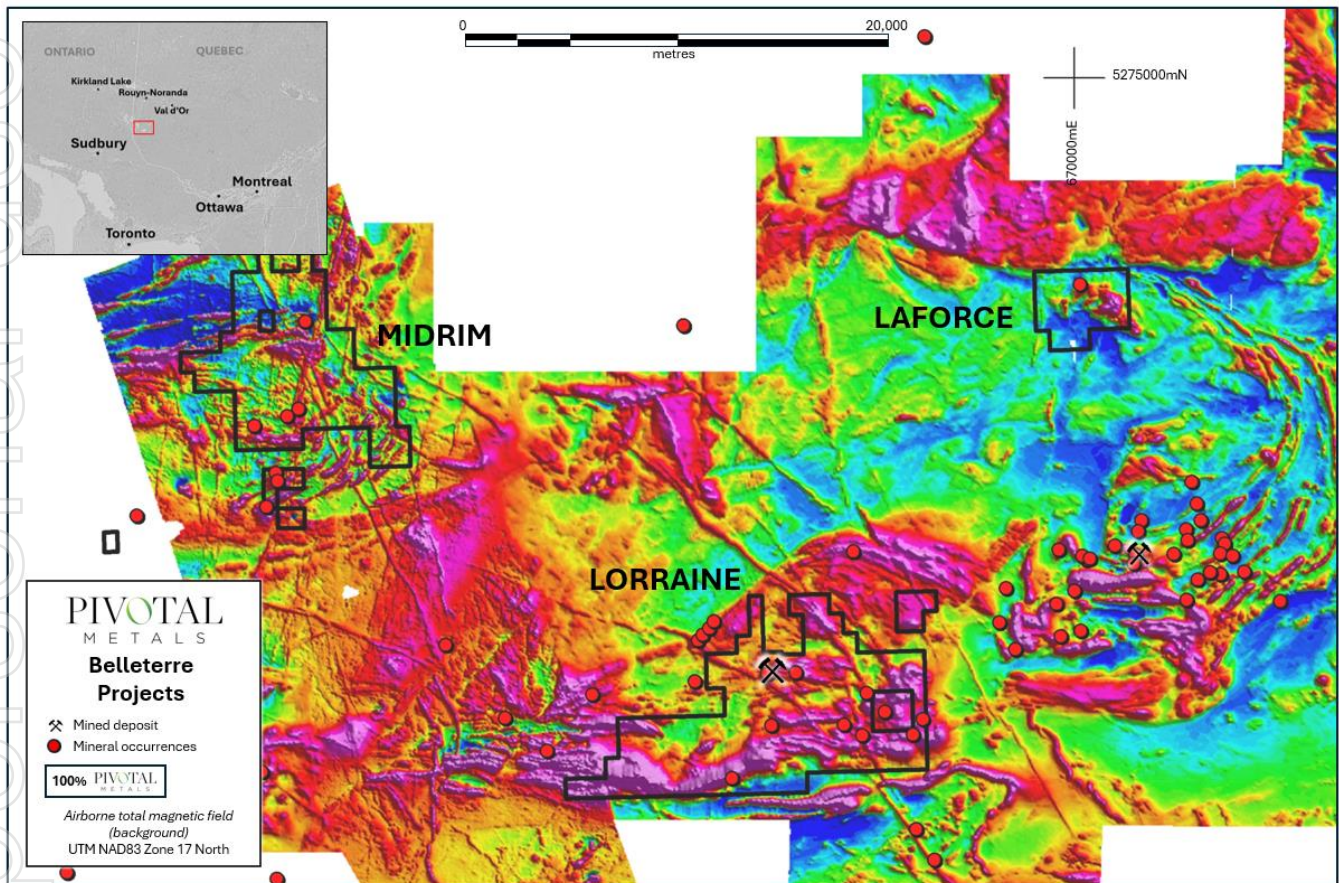 ONTARIO
QUEBEC
Kirkland Lake
Rouyn-Noranda
Val d'Or
Sudbury
Montreal
Ottawa
Toronto
0
20,000
metres
5275000mN
670000mE
MIDRIM
LAFORCE
LORRAINE
PIVOTAL
METALS
Belleterre
Projects
Mined deposit
Mineral occurrences
100% PIVOTAL
METALS
Airborne total magnetic field
(background)
UTM NAD83 Zone 17 North